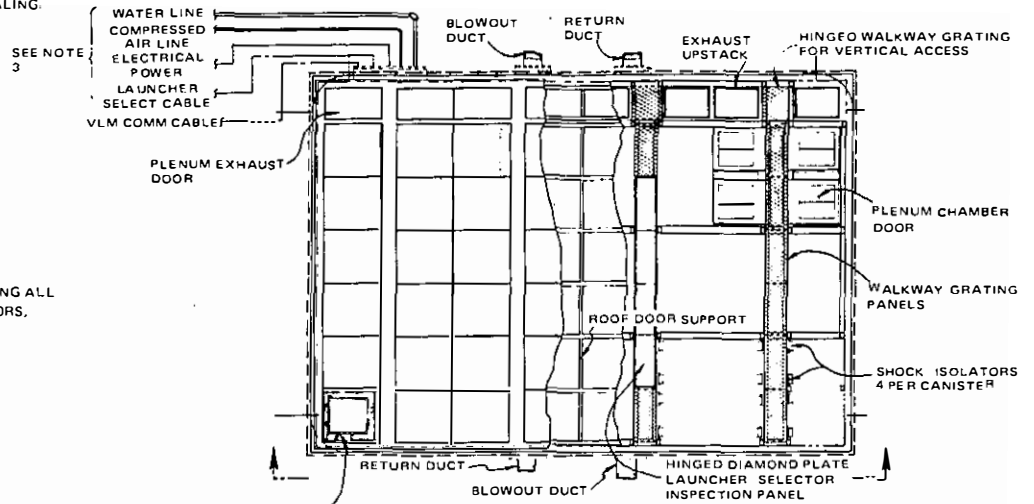 ALING.
SEE NOTE
3
WATER LINE
COMPRESSED
AIR LINE
ELECTRICAL
POWER
LAUNCHER
SELECT CABLE
VLM COMM CABLE
PLENUM EXHAUST
DOOR
BLOWOUT
DUCT
RETURN
DUCT
EXHAUST
UPSTACK
HINGED WALKWAY GRATING
FOR VERTICAL ACCESS
PLENUM CHAMBER
DOOR
WALKWAY GRATING
PANELS
NG ALL
ORS,
ROOF DOOR SUPPORT
SHOCK ISOLATORS
4 PER CANISTER
RETURN DUCT
BLOWOUT DUCT
HINGED DIAMOND PLATE
LAUNCHER SELECTOR
INSPECTION PANEL